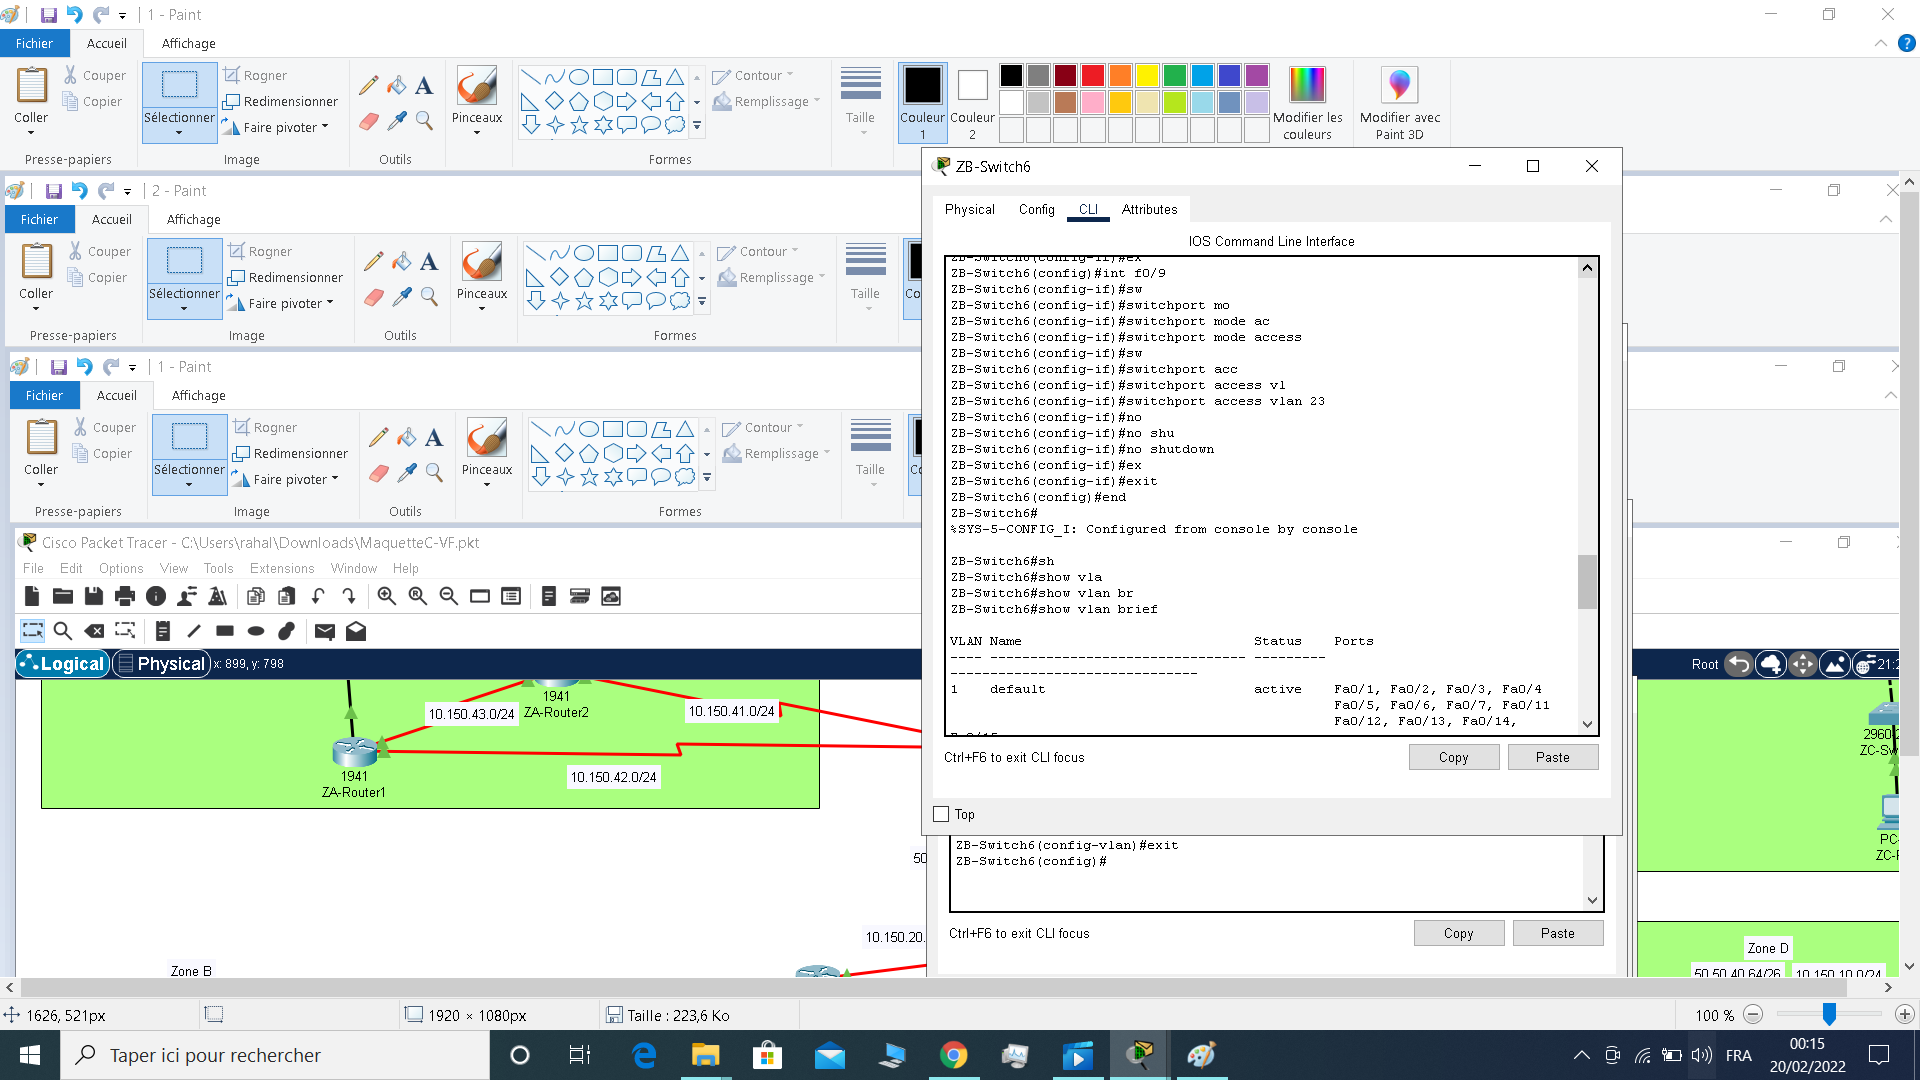 1 - Paint
Fichier
Accueil
Affichage
Coller
Couper
Copier
Presse-papiers
Sélectionner
Rogner
Redimensionner
Faire pivoter
Image
Outils
Pinceaux
Formes
Contour
Remplissage
Taille
Couleur 1
Couleur 2
Modifier les couleurs
Modifier avec Paint 3D
2 - Paint
Fichier
Accueil
Affichage
Coller
Couper
Copier
Presse-papiers
Sélectionner
Rogner
Redimensionner
Faire pivoter
Image
Outils
Pinceaux
Formes
Contour
Remplissage
Taille
1 - Paint
Fichier
Accueil
Affichage
Coller
Couper
Copier
Presse-papiers
Sélectionner
Rogner
Redimensionner
Faire pivoter
Image
Outils
Pinceaux
Formes
Contour
Remplissage
Taille
Cisco Packet Tracer - C:\Users\rahal\Downloads\MaquetteC-VF.pkt
File Edit Options View Tools Extensions Window Help
Logical
Physical
x: 899, y: 798
Root
1941
ZA-Router2
10.150.43.0/24
10.150.41.0/24
1941
ZA-Router1
10.150.42.0/24
10.150.20.
Zone B
Zone D
50.50.40.64/26
10.150.10.0/24
ZB-Switch6
Physical Config CLI Attributes
IOS Command Line Interface
ZB-Switch6(config)#ex
ZB-Switch6(config)#int f0/9
ZB-Switch6(config-if)#sw
ZB-Switch6(config-if)#switchport mo
ZB-Switch6(config-if)#switchport mode ac
ZB-Switch6(config-if)#switchport mode access
ZB-Switch6(config-if)#sw
ZB-Switch6(config-if)#switchport acc
ZB-Switch6(config-if)#switchport access vl
ZB-Switch6(config-if)#switchport access vlan 23
ZB-Switch6(config-if)#no
ZB-Switch6(config-if)#no shu
ZB-Switch6(config-if)#no shutdown
ZB-Switch6(config-if)#ex
ZB-Switch6(config-if)#exit
ZB-Switch6(config)#end
ZB-Switch6#
%SYS-5-CONFIG_I: Configured from console by console
ZB-Switch6#sh
ZB-Switch6#show vla
ZB-Switch6#show vlan br
ZB-Switch6#show vlan brief
VLAN Name Status Ports
---- -------------------------------- ---------
-------------------------------
1 default active Fa0/1, Fa0/2, Fa0/3, Fa0/4
Fa0/5, Fa0/6, Fa0/7, Fa0/11
Fa0/12, Fa0/13, Fa0/14,
Ctrl+F6 to exit CLI focus
Copy
Paste
Top
ZB-Switch6(config-vlan)#exit
ZB-Switch6(config)#
Ctrl+F6 to exit CLI focus
Copy
Paste
1626, 521px
1920 × 1080px
Taille : 223,6 Ko
100 %
Taper ici pour rechercher
FRA
00:15
20/02/2022